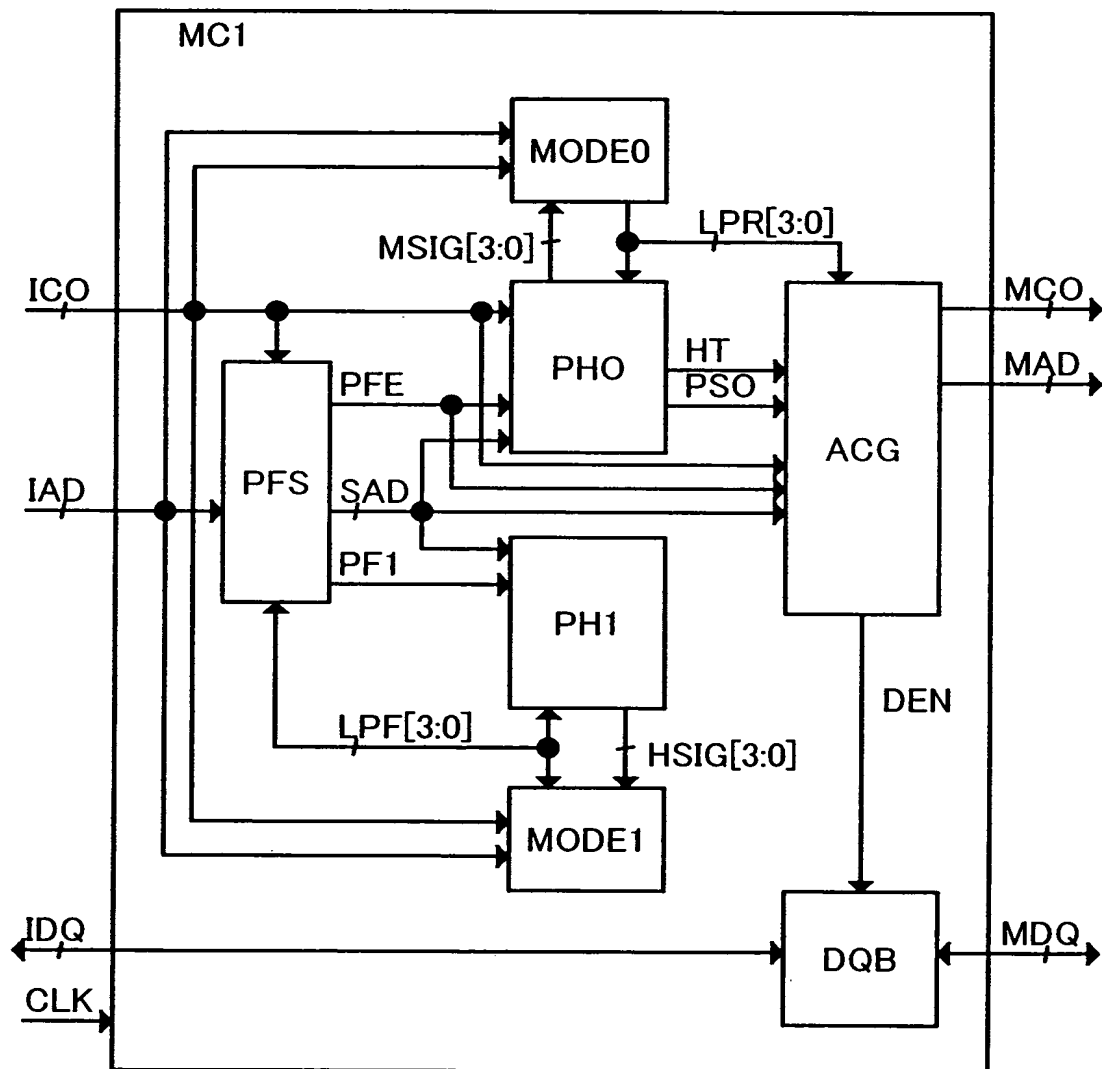 MC1
MODE0
MSIG[3:0]
LPR[3:0]
ICO
MCO
PFE
PHO
HT
PSO
MAD
ACG
IAD
PFS
SAD
PF1
PH1
LPF[3:0]
HSIG[3:0]
DEN
MODE1
IDQ
DQB
MDQ
CLK